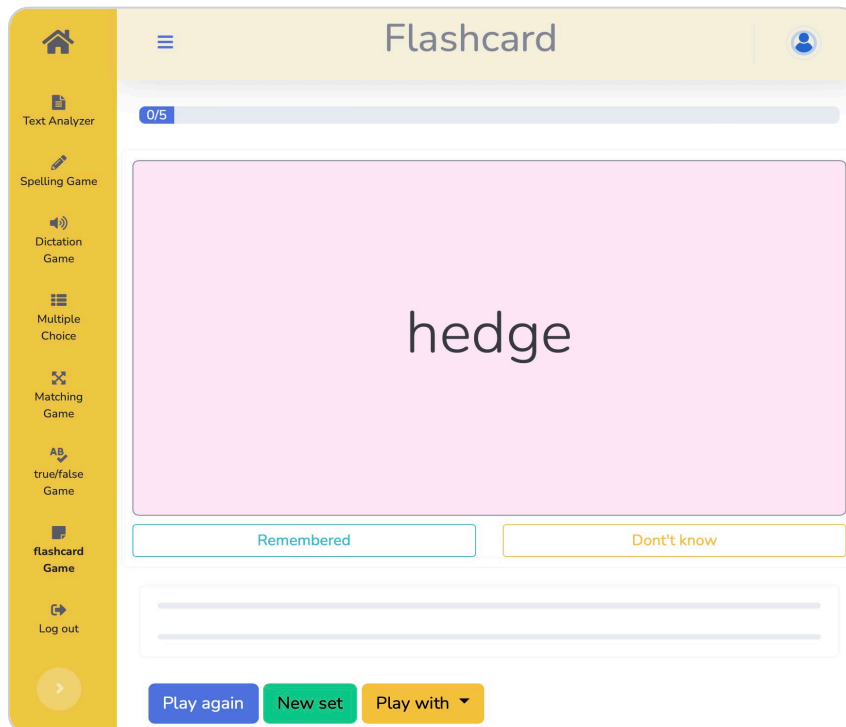 Flashcard
Text Analyzer
Spelling Game
Dictation
Game
Multiple
Choice
Matching
Game
AB
true/false
Game
flashcard
Game
Log out
0/5
hedge
Remembered
Dont't know
Play again
New set
Play with